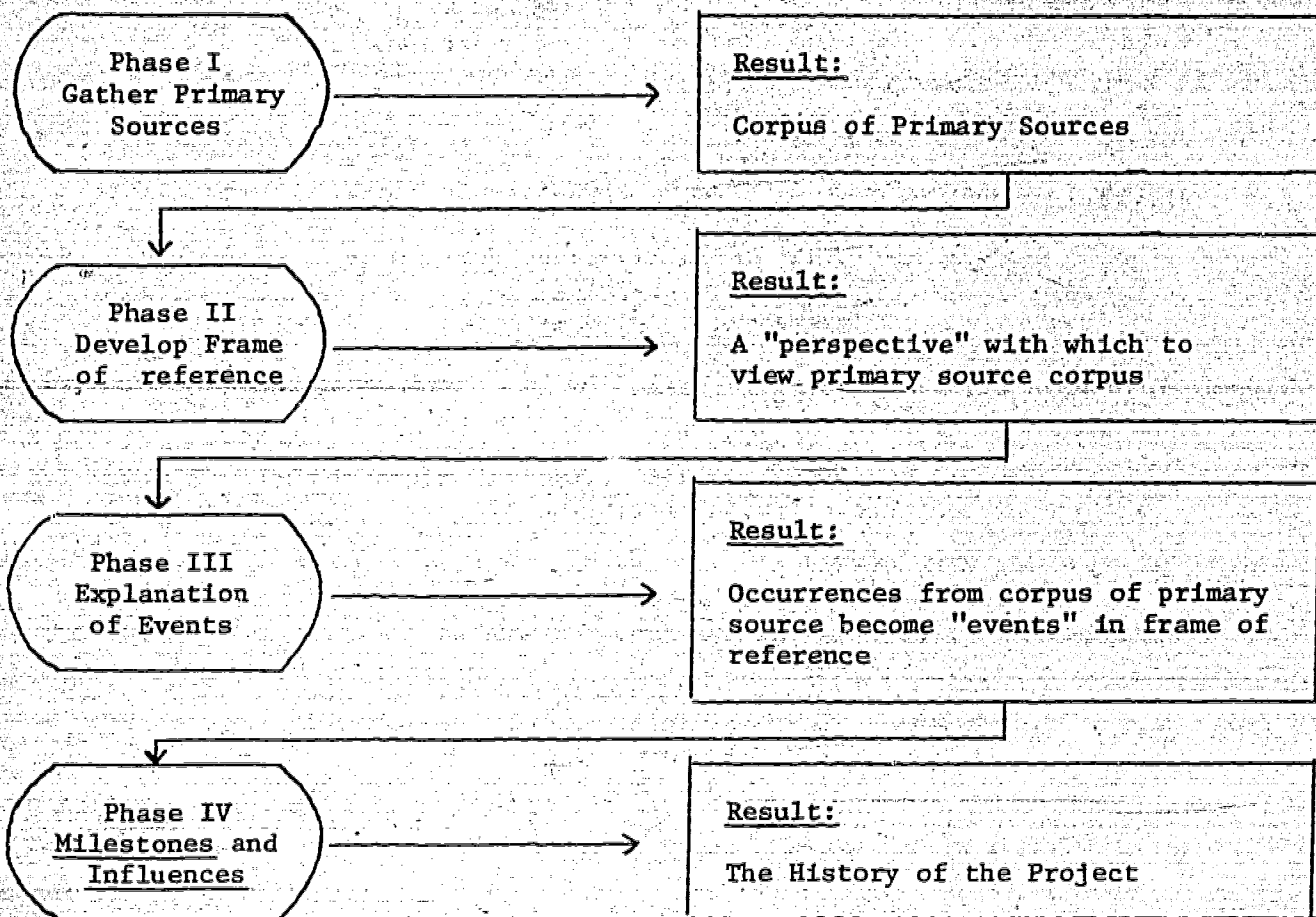 Phase I
Gather Primary
Sources
Result:
Corpus of Primary Sources
Phase II
Develop Frame
of reference
Result:
A "perspective" with which to
view primary source corpus
Phase III
Explanation
of Events
Result:
Occurrences from corpus of primary
source become "events" in frame of
reference
Phase IV
Milestones and
Influences
Result:
The History of the Project